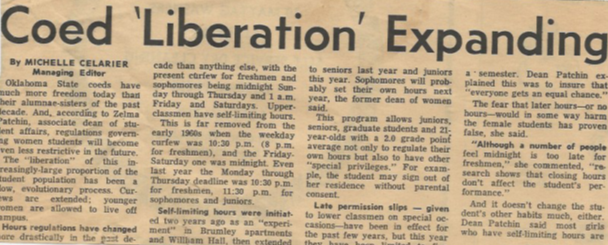 Coed 'Liberation' Expanding
By MICHELLE CELARIER
Managing Editor
Oklahoma State coeds have
much more freedom today than
their alumnae-sisters of the past
decade. And, according to Zelma
Patchin, associate dean of stu-
dent affairs, regulations govern-
ing women students will become
even less restrictive in the future.
The "liberation" of this in-
creasingly-large proportion of the
student population has been a
slow, evolutionary process. Cur-
fews are extended; younger
women are allowed to live off
campus.
Hours regulations have changed
more drastically in the past de-
cade than anything else, with the
present curfew for freshmen and
sophomores being midnight Sun-
day through Thursday and 1 a.m.
Friday and Saturdays. Upper-
classmen have self-limiting hours.
This is far removed from the
early 1960s when the weekday
curfew was 10:30 p.m. (8 p.m.
for freshmen), and the Friday-
Saturday one was midnight. Even
last year the Monday through
Thursday deadline was 10:30 p.m.
for freshmen, 11:30 p.m. for
sophomores and juniors.
Self-limiting hours were initiat-
ed two years ago as an "experi-
ment" in Brumley apartments
and William Hall, then extended
to seniors last year and juniors
this year. Sophomores will prob-
ably set their own hours next
year, the former dean of women
said.
This program allows juniors,
seniors, graduate students and 21-
year-olds with a 2.0 grade point
average not only to regulate their
own hours but also to have other
"special privileges." For exam-
ple, the student may sign out of
her residence without parental
consent.
Late permission slips — given
to lower classmen on special oc-
casions—have been in effect for
the past few years, but this year
they have been limited
a semester. Dean Patchin ex-
plained this was to insure that
"everyone gets an equal chance."
The fear that later hours—or no
hours—would in some way harm
the female students has proven
false, she said.
"Although a number of people
feel midnight is too late for
freshmen," she commented, "re-
search shows that closing hours
don't affect the student's per-
formance."
And it doesn't change the stu-
dent's other habits much, either.
Dean Patchin said most girls
who have self-limiting hours are